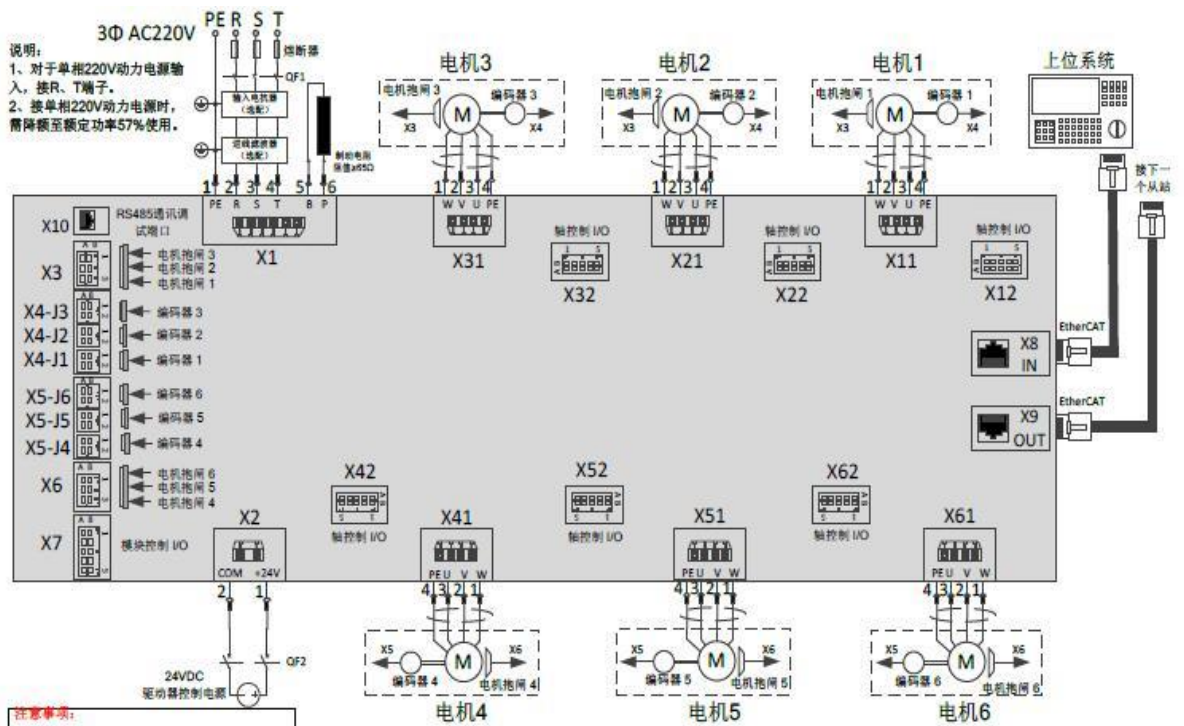 3Φ AC220V
PE R S T
说明：
1、对于单相220V动力电源输
入，接R、T端子。
2、接单相220V动力电源时，
需降额至额定功率57%使用。
熔断器
QF1
输入电抗器
（选配）
进线滤波器
（选配）
制动电阻
阻值≥65Ω
电机3
电机抱闸 3
编码器 3
M
X3
X4
电机2
电机抱闸 2
编码器 2
M
X3
X4
电机1
电机抱闸 1
编码器 1
M
X3
X4
上位系统
接下一
个从站
1 2 3 4 5 6
PE R S T B P
X1
1 2 3 4
W V U PE
X31
1 2 3 4
W V U PE
X21
1 2 3 4
W V U PE
X11
轴控制 I/O
1 5
A B
X32
轴控制 I/O
1 5
A B
X22
轴控制 I/O
1 5
A B
X12
X10
RS485通讯调
试端口
A B
X3
电机抱闸 3
电机抱闸 2
电机抱闸 1
A B
X4-J3
编码器 3
X4-J2
编码器 2
X4-J1
编码器 1
A B
X5-J6
编码器 6
X5-J5
编码器 5
X5-J4
编码器 4
A B
X6
电机抱闸 6
电机抱闸 5
电机抱闸 4
A B
X7
模块控制 I/O
EtherCAT
X8
IN
EtherCAT
X9
OUT
X42
A B
5 1
轴控制 I/O
X52
A B
5 1
轴控制 I/O
X62
A B
5 1
轴控制 I/O
X2
COM +24V
2 1
X41
PE U V W
4 3 2 1
X51
PE U V W
4 3 2 1
X61
PE U V W
4 3 2 1
QF2
24VDC
驱动器控制电源
X5
M
X6
编码器 4
电机抱闸 4
电机4
X5
M
X6
编码器 5
电机抱闸 5
电机5
X5
M
X6
编码器 6
电机抱闸 6
电机6
注意事项：